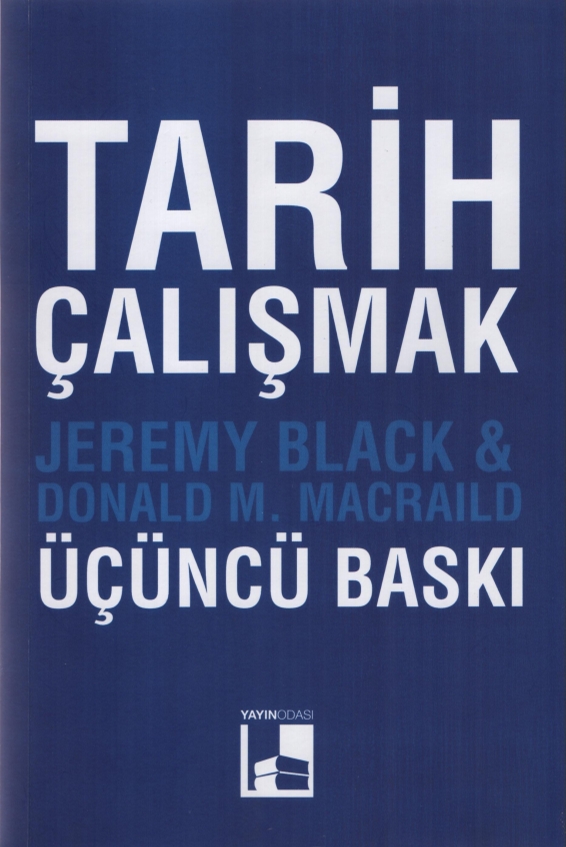 TARİH
ÇALIŞMAK
JEREMY BLACK &
DONALD M. MACRAILD
ÜÇÜNCÜ BASKI
YAYINODASI